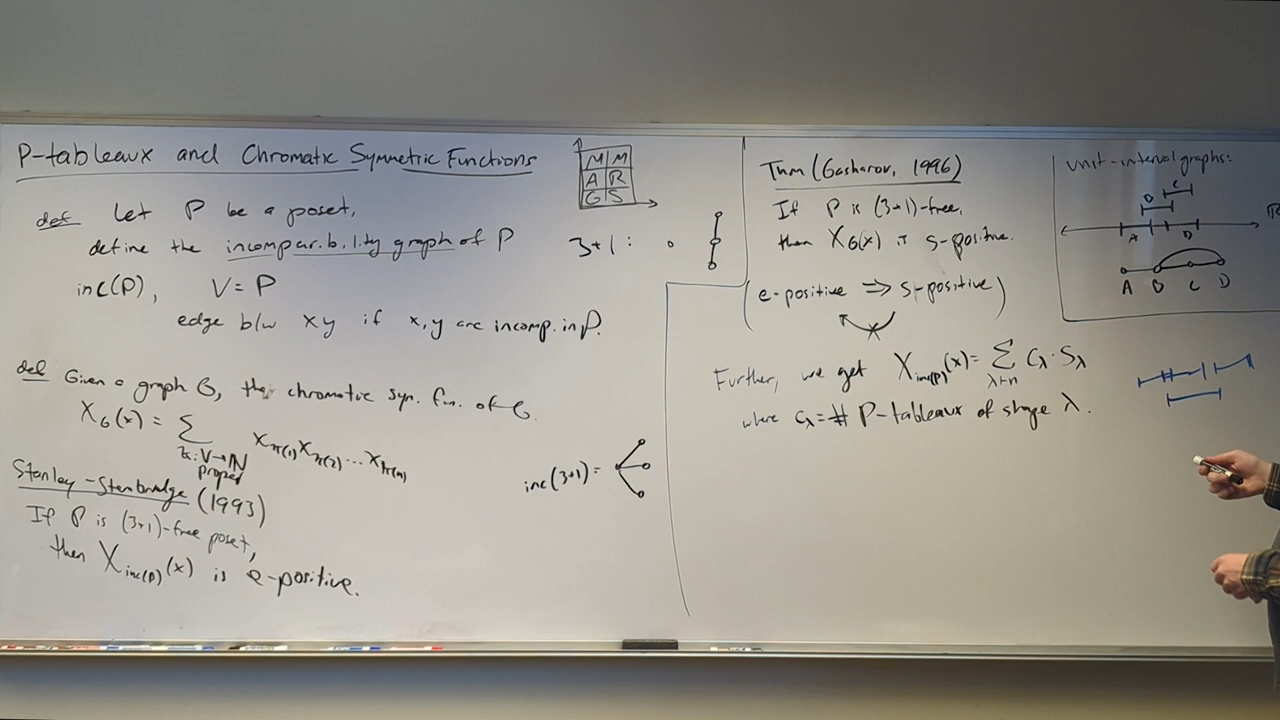 P-tableaux and Chromatic Symmetric Functions
M M
A R
G S
def Let P be a poset,
define the incomparability graph of P
inc(P), V = P
edge b/w xy if x,y are incomp. in P.
3+1 :
def Given a graph G, the chromatic sym. fun. of G.
X_G(x) = Σ_{π: V→ℕ proper} x_{π(1)} x_{π(2)} ... x_{π(n)}
Stanley-Stembridge (1993)
If P is (3+1)-free poset,
then X_{inc(P)}(x) is e-positive.
inc(3+1) =
Thm (Gasharov, 1996)
If P is (3+1)-free,
then X_G(x) is s-positive.
(e-positive ⇒ s-positive)
Further, we get X_{inc(P)}(x) = Σ_{λ⊢n} c_λ · s_λ
where c_λ = # P-tableaux of shape λ.
Unit-interval graphs:
C
B
ℝ
A D
A B C D